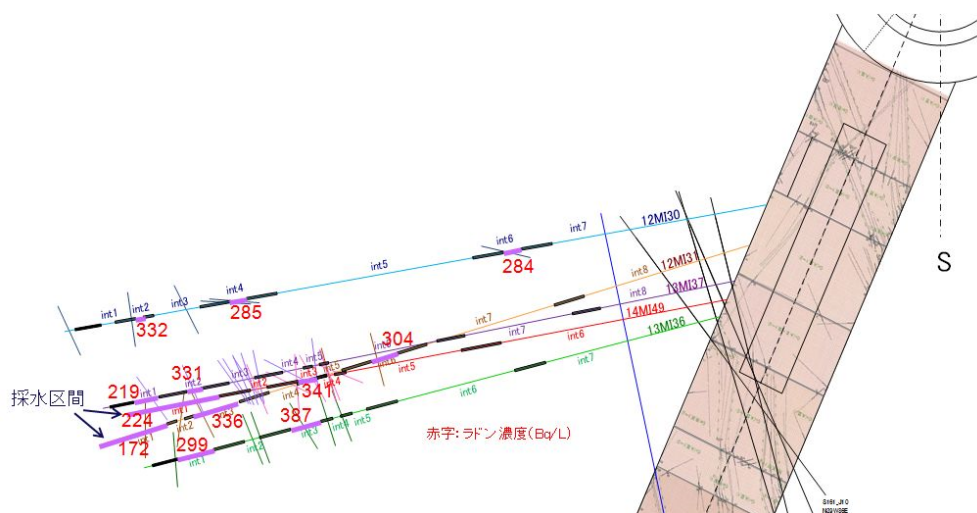 12MI30
int7
int6
284
int5
int4
285
int3
int2
int1
332
12MI31
int8
13MI37
int8
14MI49
13MI36
int7
int7
int6
304
int5
int6
int7
int4
int5
int3
331
int2
int2
int3
int5
int4
341
219
int1
採水区間
224
int1
336
int3
int2
172
int1
387
int3
int4
int5
299
int1
int2
赤字:ラドン濃度(Bq/L)
S